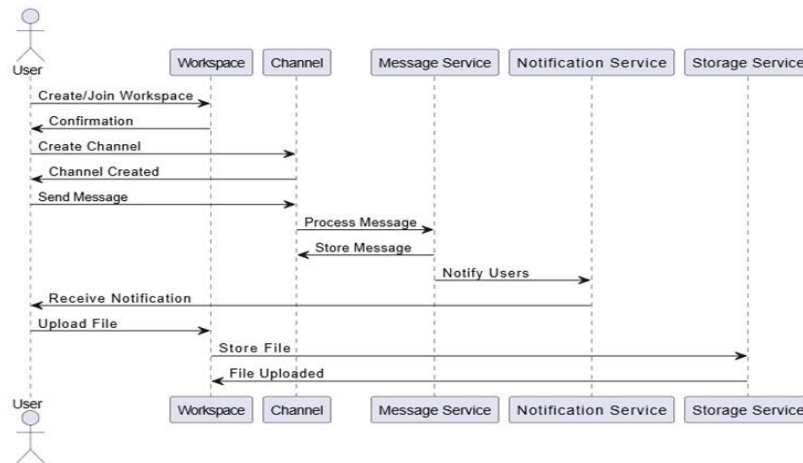 User
Workspace
Channel
Message Service
Notification Service
Storage Service
Create/Join Workspace
Confirmation
Create Channel
Channel Created
Send Message
Process Message
Store Message
Notify Users
Receive Notification
Upload File
Store File
File Uploaded
User
Workspace
Channel
Message Service
Notification Service
Storage Service